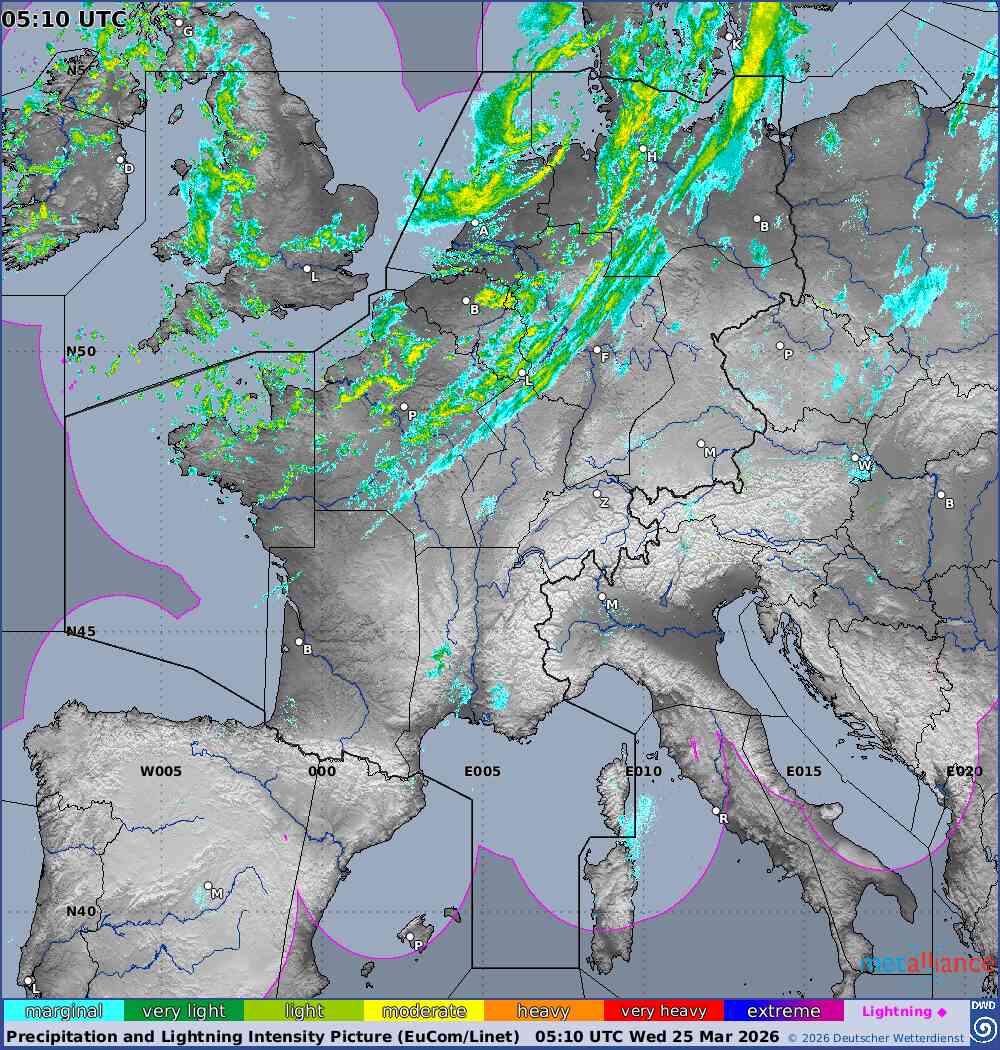 05:10 UTC
G
K
N55
D
H
A
B
L
B
N50
F
P
L
P
M
W
Z
B
M
N45
B
W005
000
E005
E010
E015
E020
R
M
N40
P
L
metalliance
marginal
very light
light
moderate
heavy
very heavy
extreme
Lightning ◆
DWD
Precipitation and Lightning Intensity Picture (EuCom/Linet) 05:10 UTC Wed 25 Mar 2026 © 2026 Deutscher Wetterdienst